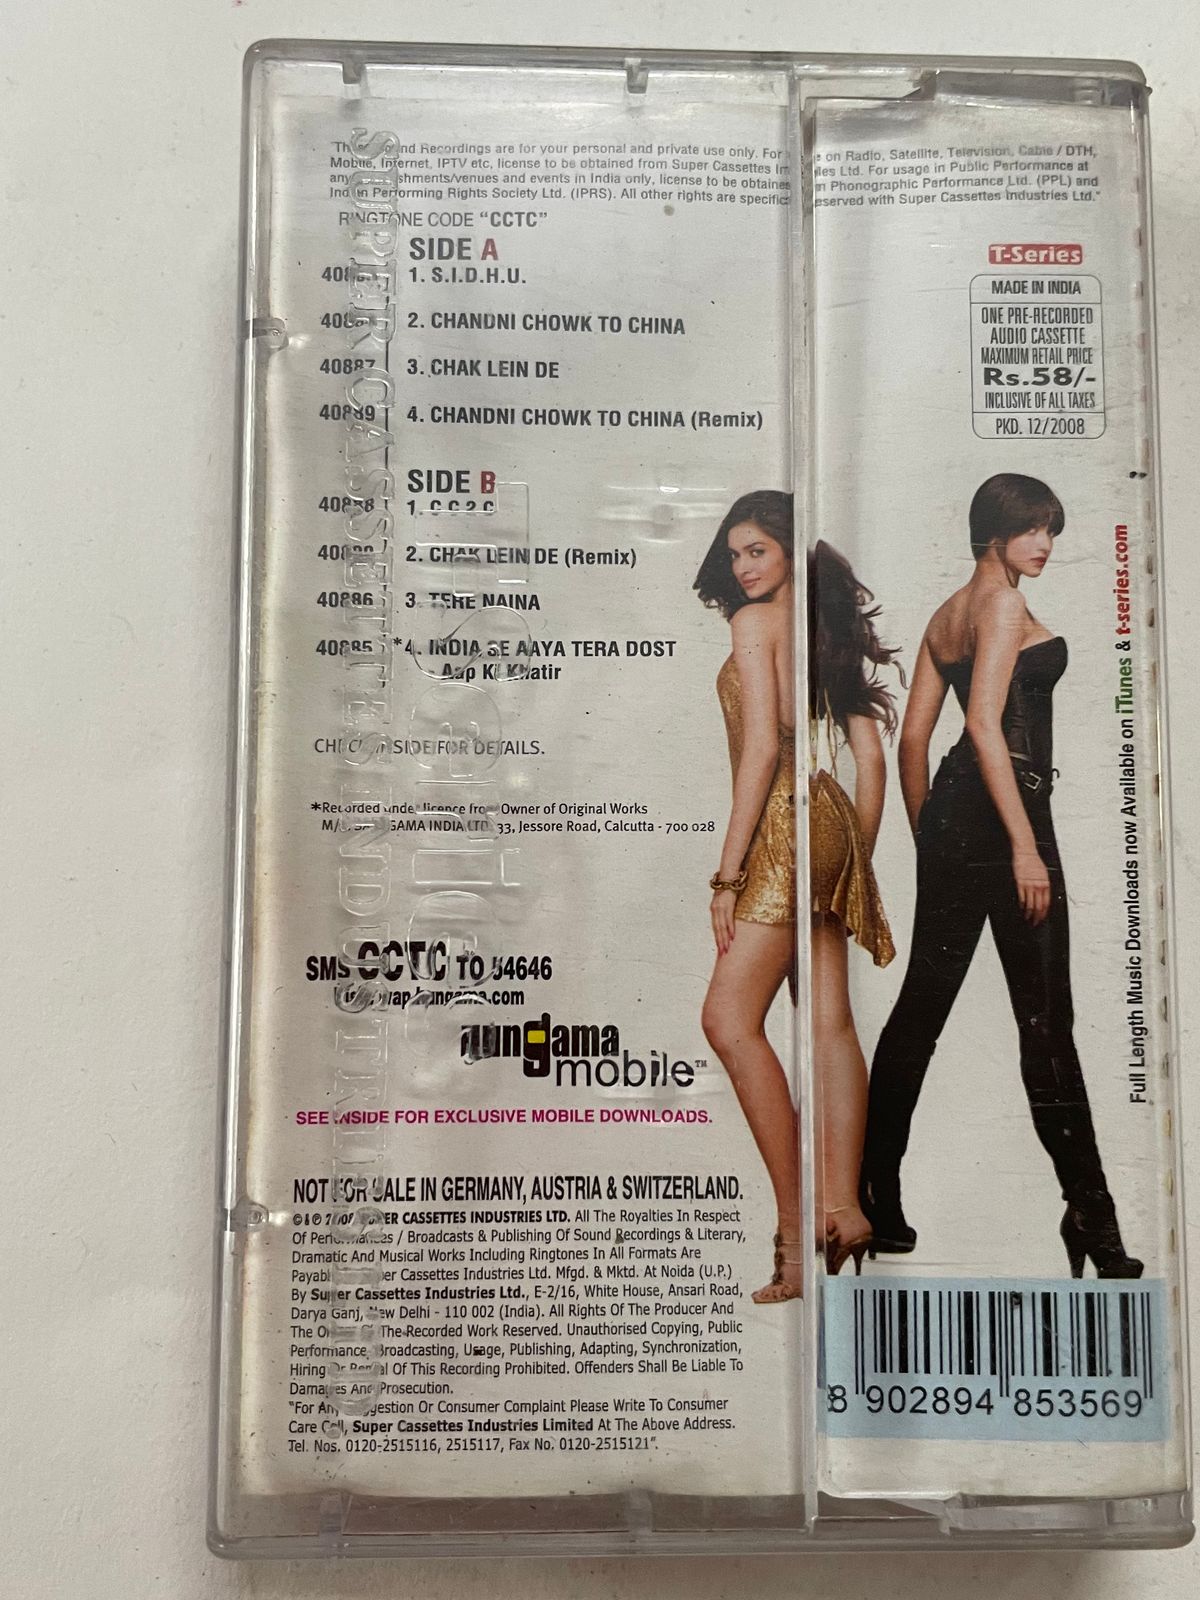 and Recordings are for your personal and private use only. For on Radio, Satellite, Television, Cable / DTH,
Mobile, Internet, IPTV etc, license to be obtained from Super Cassettes Ltd. For usage in Public Performance at
any and events in India only, license to be Phonographic Performance Ltd. (PPL) and
Performing Rights Society Ltd. (IPRS). All other rights are with Super Cassettes Industries Ltd."
RINGTONE CODE "CCTC"
SIDE A
1. S.I.D.H.U.
2. CHANDNI CHOWK TO CHINA
40887 3. CHAK LEIN DE
40889 4. CHANDNI CHOWK TO CHINA (Remix)
SIDE B
40888 1. C C 2 C
2. CHAK LEIN DE (Remix)
40886 3. TERE NAINA
40885 *4. INDIA SE AAYA TERA DOST
- Aap Ki Khatir
CHECK INSIDE FOR DETAILS.
*Recorded under licence from Owner of Original Works
INDIA LTD 33, Jessore Road, Calcutta - 700 028
SMS CCTC TO 54646
hungama mobile™
SEE INSIDE FOR EXCLUSIVE MOBILE DOWNLOADS.
NOT FOR SALE IN GERMANY, AUSTRIA & SWITZERLAND.
CASSETTES INDUSTRIES LTD. All The Royalties In Respect
Of Performances / Broadcasts & Publishing Of Sound Recordings & Literary,
Dramatic And Musical Works Including Ringtones In All Formats Are
Cassettes Industries Ltd. Mfgd. & Mktd. At Noida (U.P.)
By Super Cassettes Industries Ltd., E-2/16, White House, Ansari Road,
Darya Ganj, New Delhi - 110 002 (India). All Rights Of The Producer And
The The Recorded Work Reserved. Unauthorised Copying, Public
Performance, Broadcasting, Usage, Publishing, Adapting, Synchronization,
Hiring Or Rental Of This Recording Prohibited. Offenders Shall Be Liable To
Damages And Prosecution.
"For Any Suggestion Or Consumer Complaint Please Write To Consumer
Care Cell, Super Cassettes Industries Limited At The Above Address.
Tel. Nos. 0120-2515116, 2515117, Fax No. 0120-2515121".
T-Series
MADE IN INDIA
ONE PRE-RECORDED
AUDIO CASSETTE
MAXIMUM RETAIL PRICE
Rs.58/-
INCLUSIVE OF ALL TAXES
PKD. 12/2008
Full Length Music Downloads now Available on iTunes & t-series.com
8 902894 853569
SUPER CASSETTES INDUSTRIES LTD
T-Series